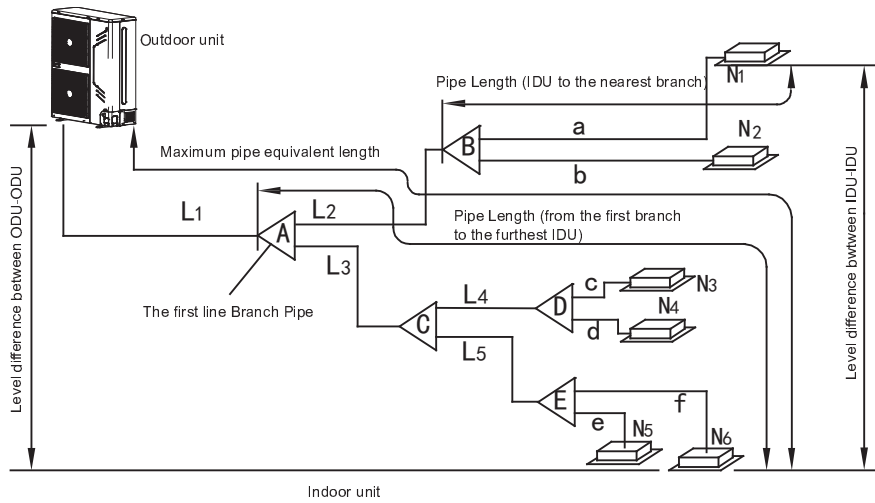 Outdoor unit
N1
Pipe Length (IDU to the nearest branch)
a
N2
B
Maximum pipe equivalent length
b
L1
L2
Pipe Length (from the first branch
to the furthest IDU)
A
L3
The first line Branch Pipe
L4
c
N3
D
N4
C
d
L5
E
f
e
N5
N6
Level difference between ODU-ODU
Level difference bwtween IDU-IDU
Indoor unit